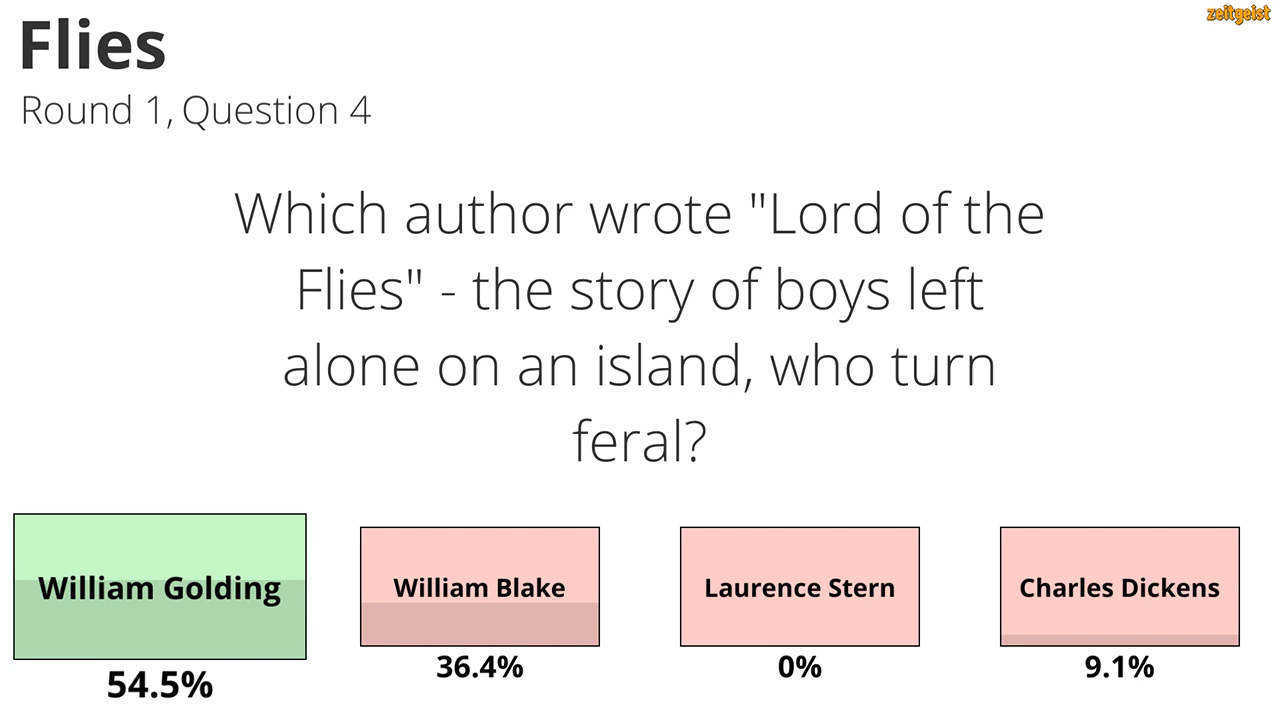 Flies
zeitgeist
Round 1, Question 4
Which author wrote "Lord of the
Flies" - the story of boys left
alone on an island, who turn
feral?
William Golding
54.5%
William Blake
36.4%
Laurence Stern
0%
Charles Dickens
9.1%